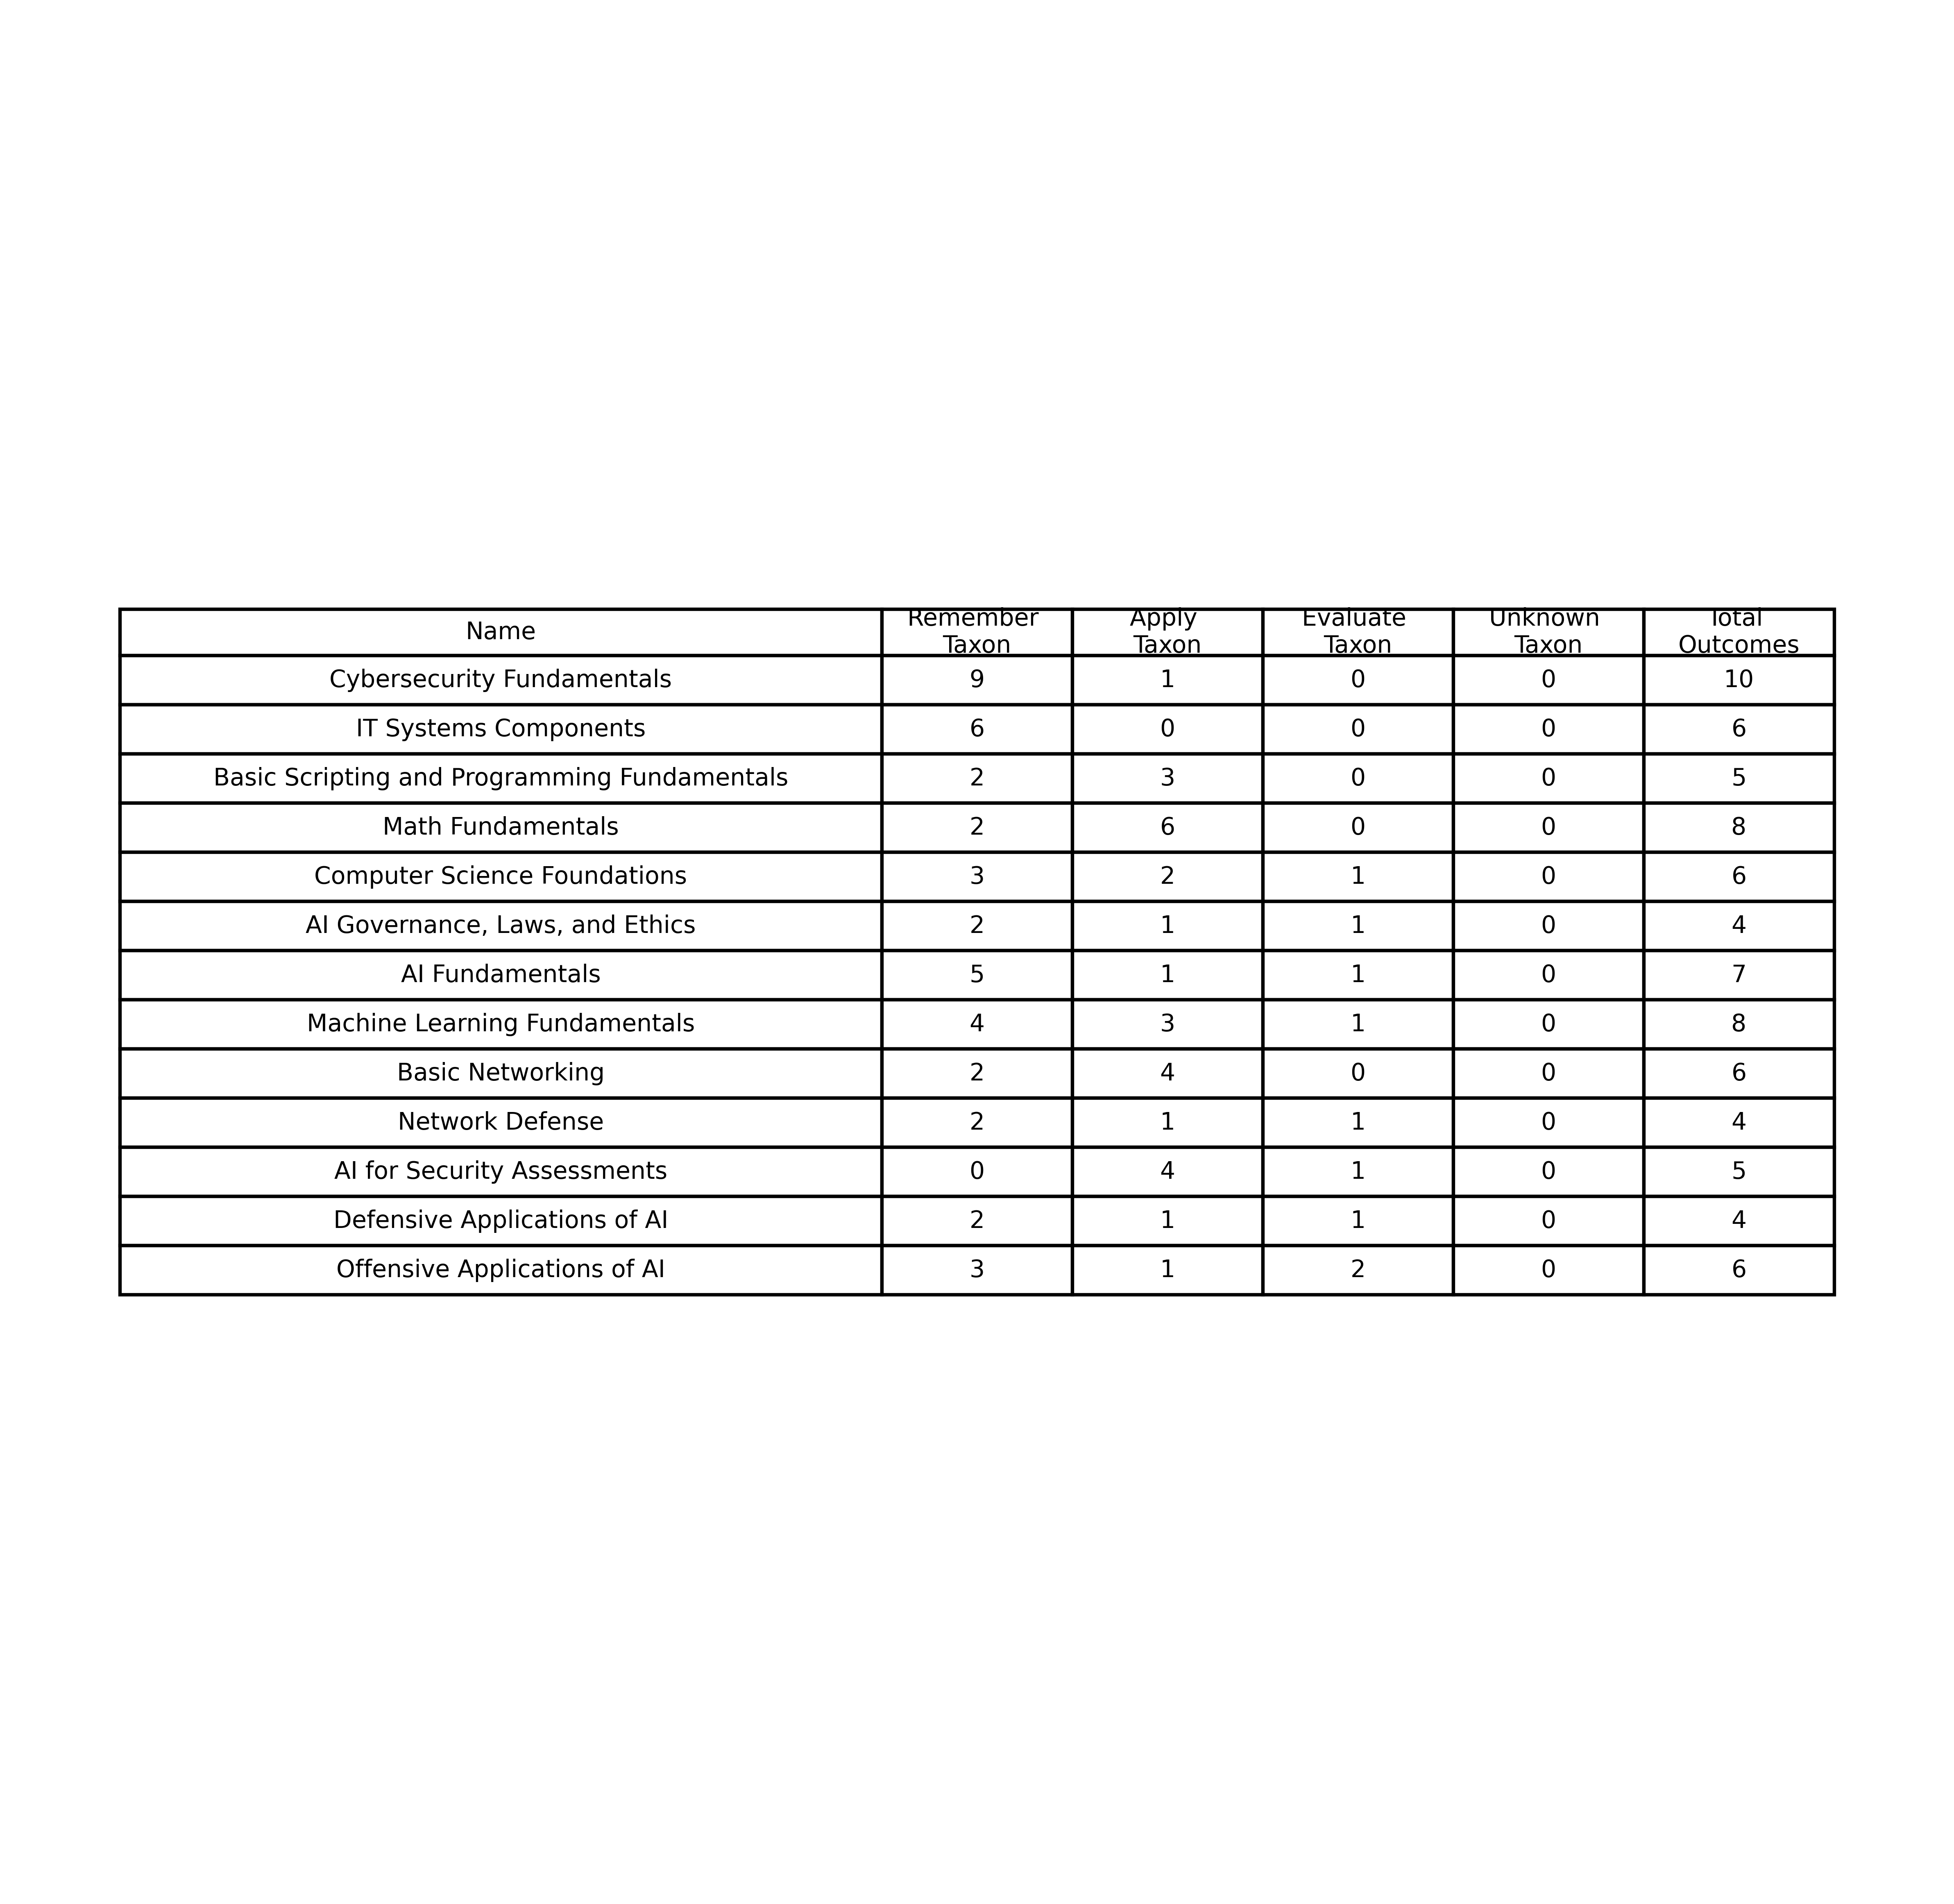 Name Remember Taxon Apply Taxon Evaluate Taxon Unknown Taxon Total Outcomes
Cybersecurity Fundamentals 9 1 0 0 10
IT Systems Components 6 0 0 0 6
Basic Scripting and Programming Fundamentals 2 3 0 0 5
Math Fundamentals 2 6 0 0 8
Computer Science Foundations 3 2 1 0 6
AI Governance, Laws, and Ethics 2 1 1 0 4
AI Fundamentals 5 1 1 0 7
Machine Learning Fundamentals 4 3 1 0 8
Basic Networking 2 4 0 0 6
Network Defense 2 1 1 0 4
AI for Security Assessments 0 4 1 0 5
Defensive Applications of AI 2 1 1 0 4
Offensive Applications of AI 3 1 2 0 6